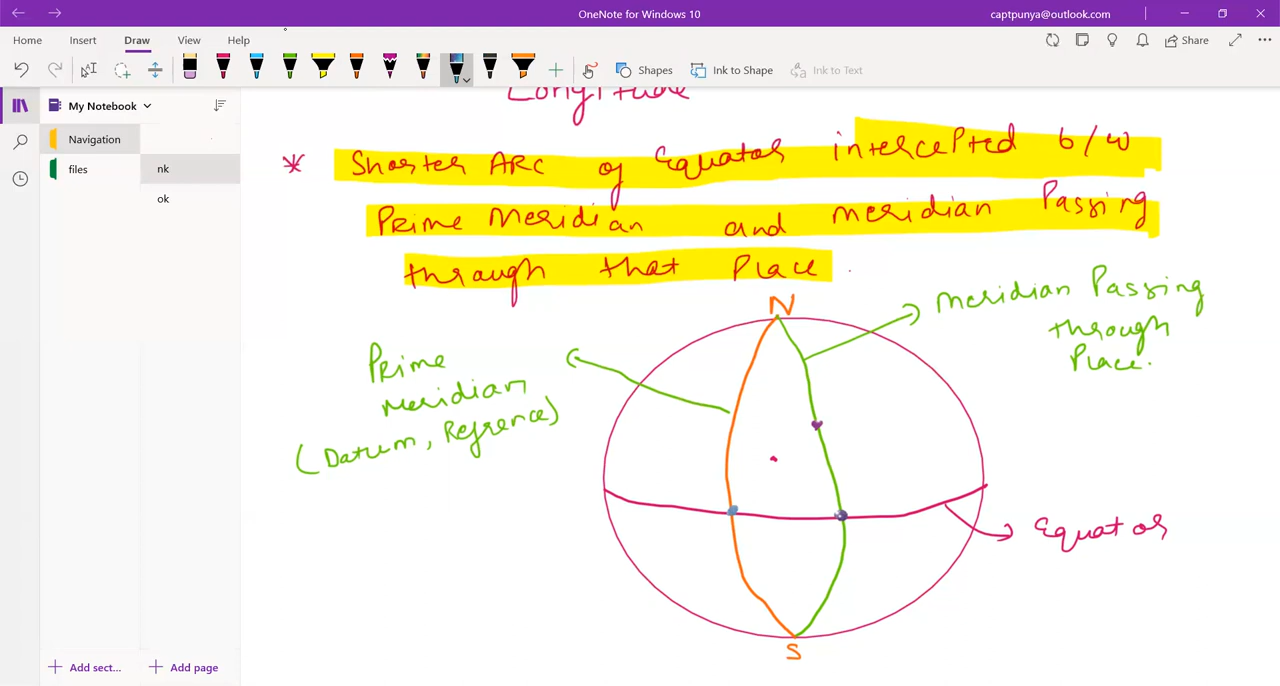 OneNote for Windows 10
captpunya@outlook.com
Home Insert Draw View Help
Share
Shapes
Ink to Shape
Ink to Text
My Notebook
Navigation
files
nk
ok
Longitude
* Shorter ARC of Equator intercepted b/w
Prime Meridian and meridian Passing
through that Place
N
Meridian Passing
through
Place.
Prime
Meridian
(Datum, Refrence)
Equator
S
+ Add sect...
+ Add page